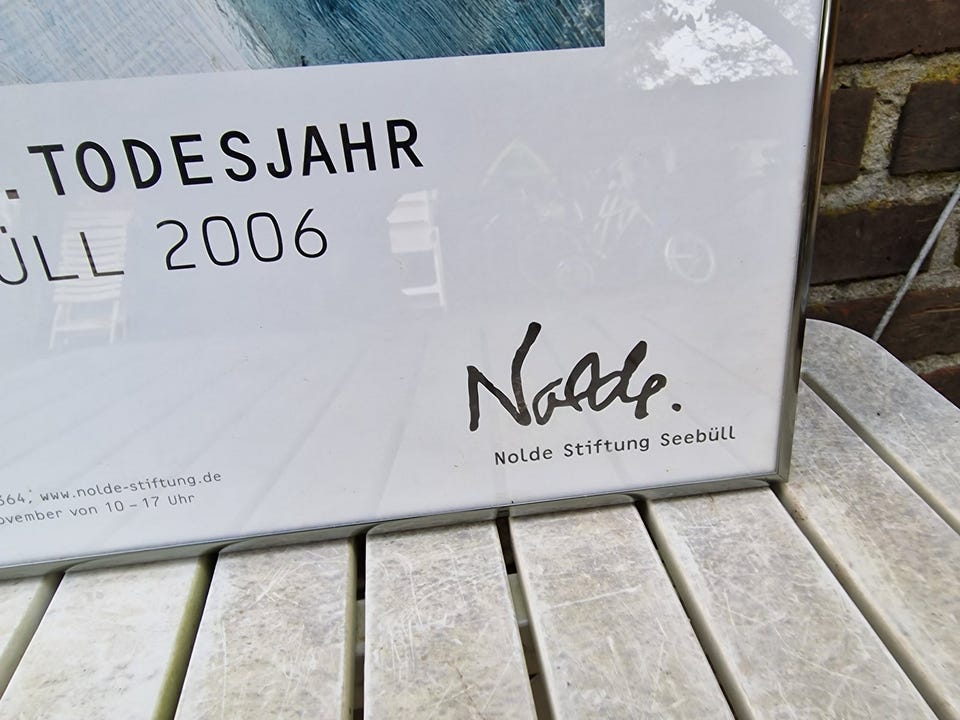 .TODESJAHR
ÜLL 2006
Nolde.
Nolde Stiftung Seebüll
564, www.nolde-stiftung.de
ovember von 10 – 17 Uhr